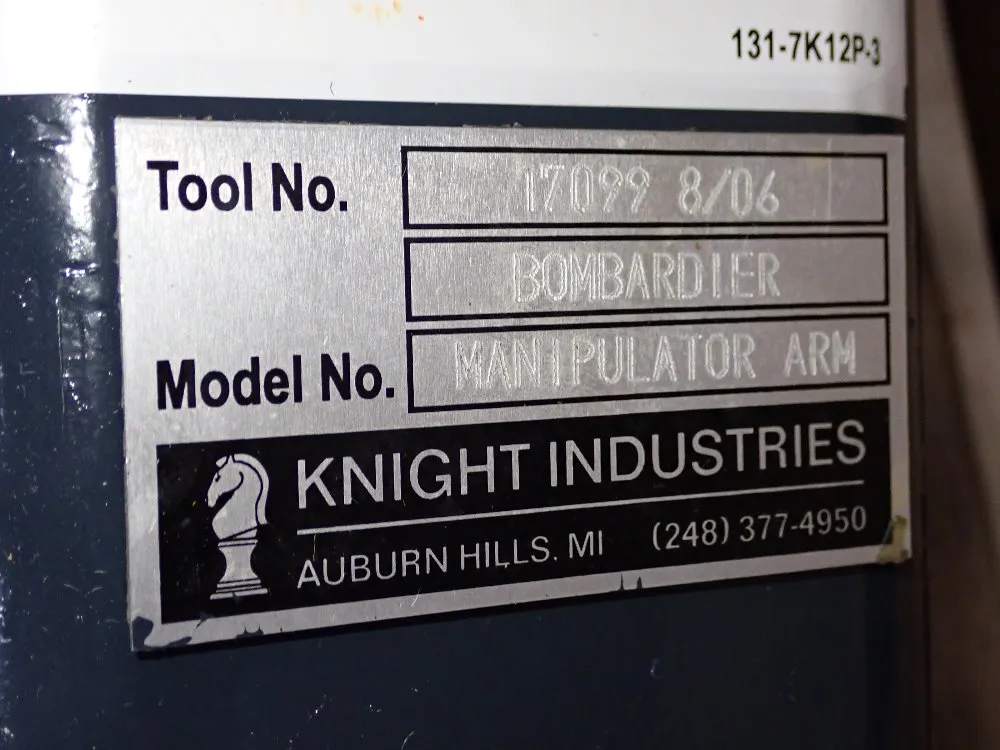 131-7K12P-3
Tool No. 17099 8/06
BOMBARDIER
Model No. MANIPULATOR ARM
KNIGHT INDUSTRIES
AUBURN HILLS. MI (248) 377-4950